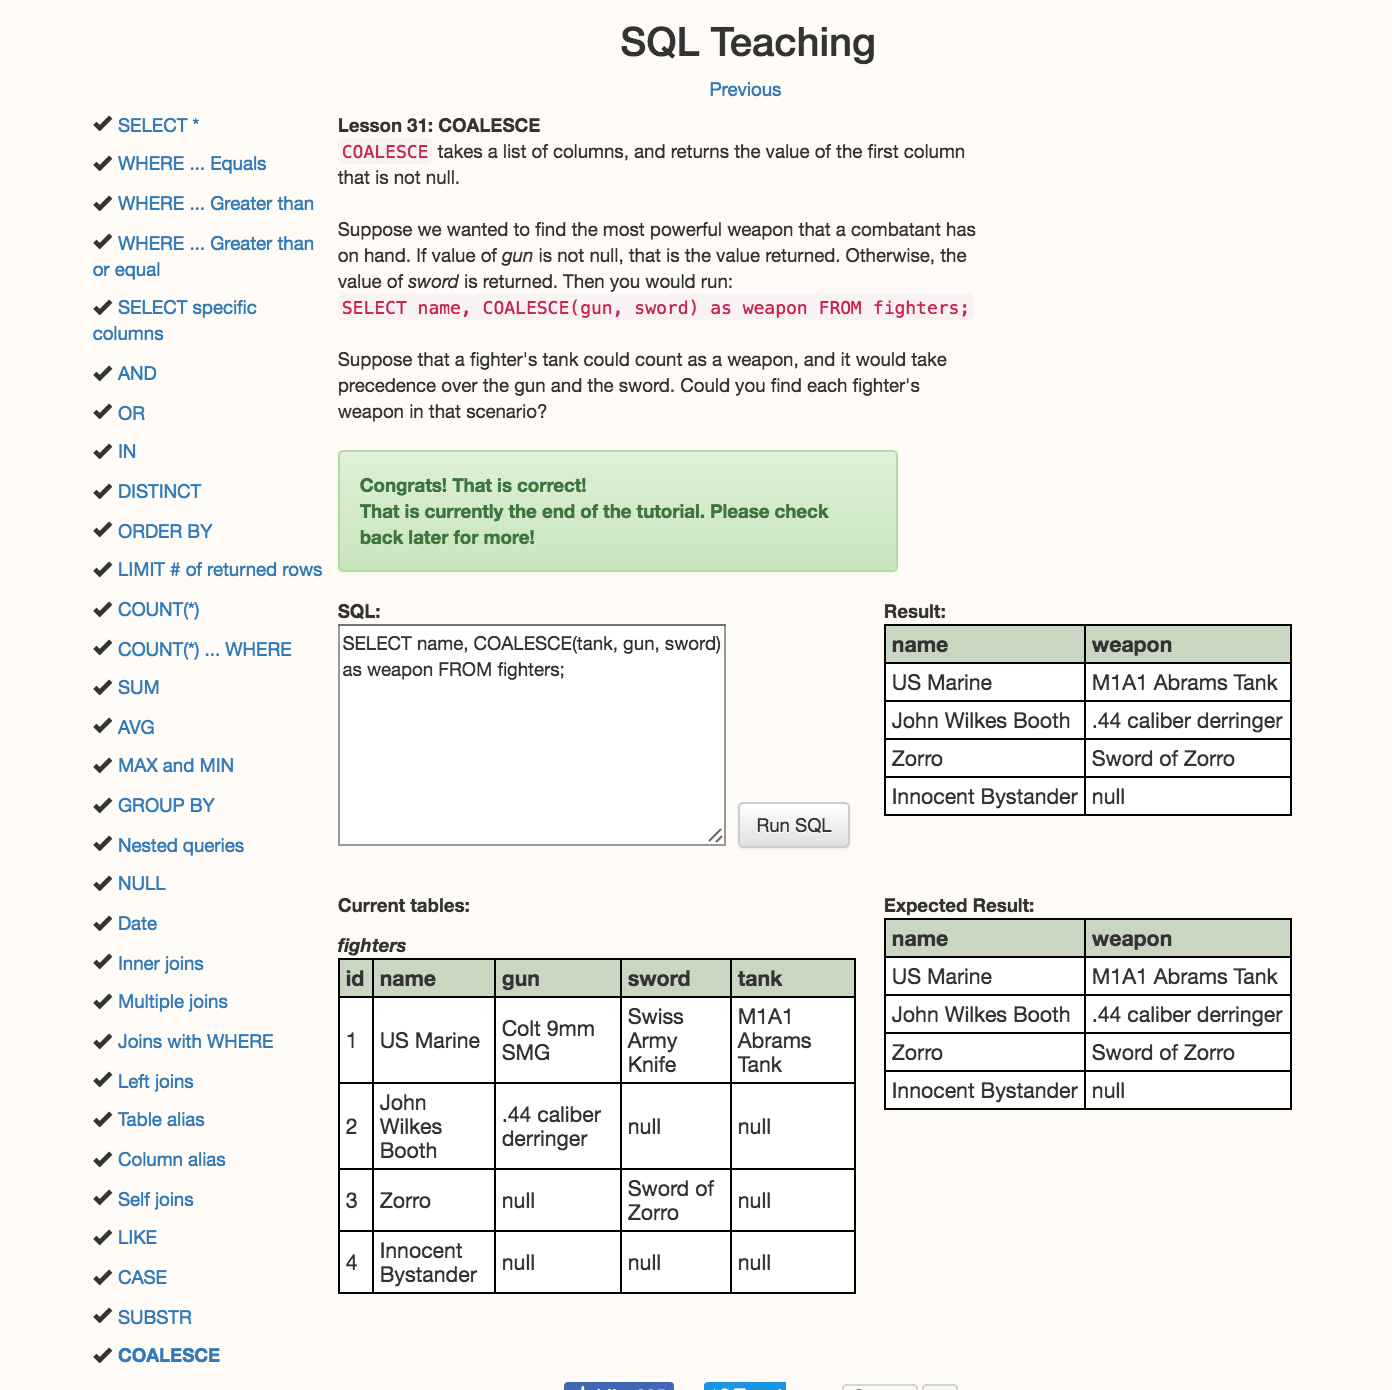 SQL Teaching
Previous
✔ SELECT *
✔ WHERE ... Equals
✔ WHERE ... Greater than
✔ WHERE ... Greater than
or equal
✔ SELECT specific
columns
✔ AND
✔ OR
✔ IN
✔ DISTINCT
✔ ORDER BY
✔ LIMIT # of returned rows
✔ COUNT(*)
✔ COUNT(*) ... WHERE
✔ SUM
✔ AVG
✔ MAX and MIN
✔ GROUP BY
✔ Nested queries
✔ NULL
✔ Date
✔ Inner joins
✔ Multiple joins
✔ Joins with WHERE
✔ Left joins
✔ Table alias
✔ Column alias
✔ Self joins
✔ LIKE
✔ CASE
✔ SUBSTR
✔ COALESCE
Lesson 31: COALESCE
COALESCE takes a list of columns, and returns the value of the first column
that is not null.
Suppose we wanted to find the most powerful weapon that a combatant has
on hand. If value of gun is not null, that is the value returned. Otherwise, the
value of sword is returned. Then you would run:
SELECT name, COALESCE(gun, sword) as weapon FROM fighters;
Suppose that a fighter's tank could count as a weapon, and it would take
precedence over the gun and the sword. Could you find each fighter's
weapon in that scenario?
Congrats! That is correct!
That is currently the end of the tutorial. Please check
back later for more!
SQL:
SELECT name, COALESCE(tank, gun, sword)
as weapon FROM fighters;
Run SQL
Result:
name weapon
US Marine M1A1 Abrams Tank
John Wilkes Booth .44 caliber derringer
Zorro Sword of Zorro
Innocent Bystander null
Current tables:
fighters
id name gun sword tank
1 US Marine Colt 9mm SMG Swiss Army Knife M1A1 Abrams Tank
2 John Wilkes Booth .44 caliber derringer null null
3 Zorro null Sword of Zorro null
4 Innocent Bystander null null null
Expected Result:
name weapon
US Marine M1A1 Abrams Tank
John Wilkes Booth .44 caliber derringer
Zorro Sword of Zorro
Innocent Bystander null